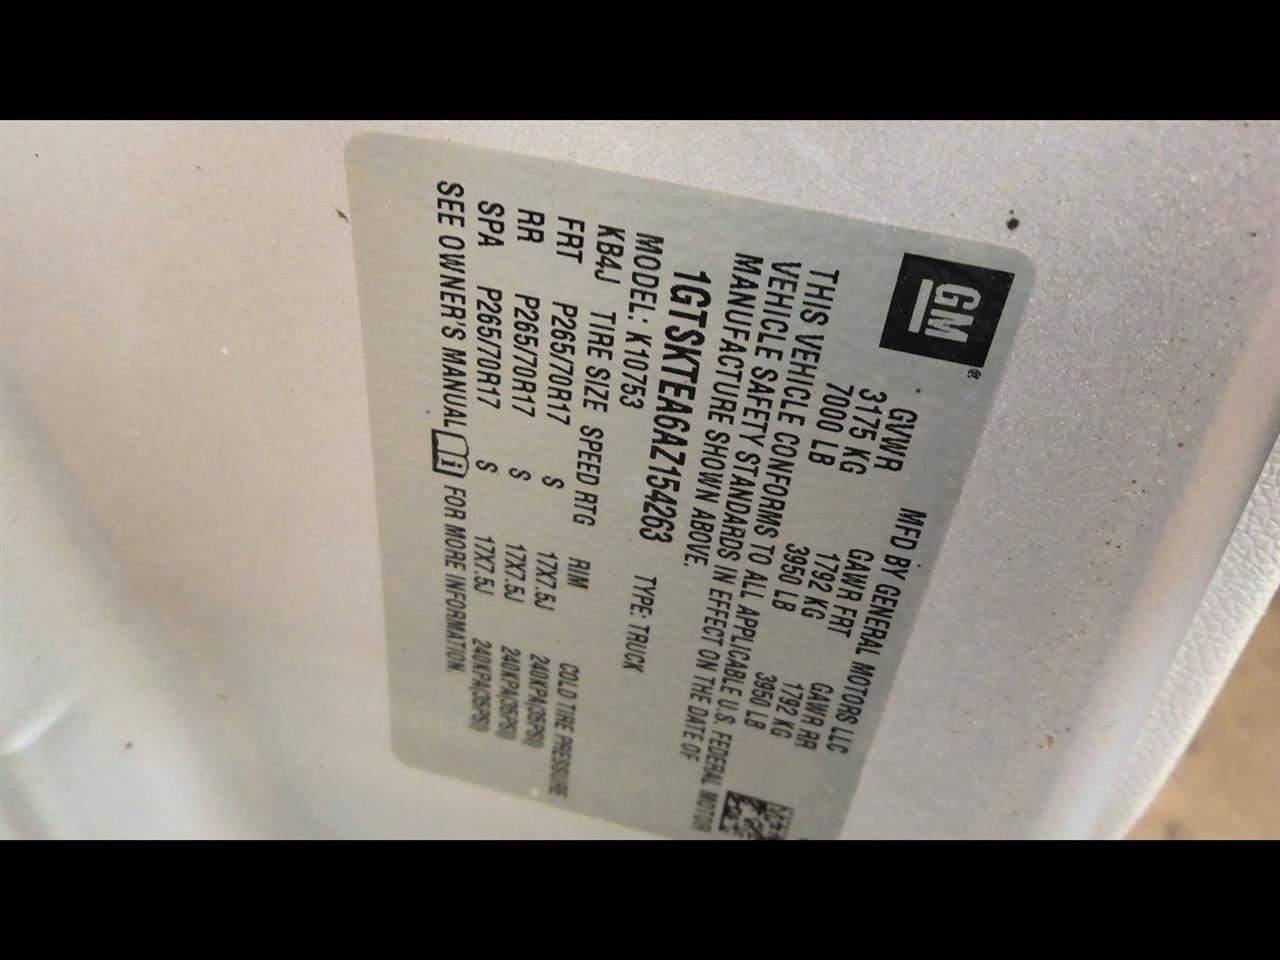 GM®
MFD BY GENERAL MOTORS LLC
GVWR GAWR FRT GAWR RR
3175 KG 1792 KG 1792 KG
7000 LB 3950 LB 3950 LB
THIS VEHICLE CONFORMS TO ALL APPLICABLE U.S. FEDERAL MOTOR
VEHICLE SAFETY STANDARDS IN EFFECT ON THE DATE OF
MANUFACTURE SHOWN ABOVE.
1GTSKTEA6AZ154263 TYPE: TRUCK
MODEL: K10753
KB4J TIRE SIZE SPEED RTG RIM COLD TIRE PRESSURE
FRT P265/70R17 S 17X7.5J 240KPA(35PSI)
RR P265/70R17 S 17X7.5J 240KPA(35PSI)
SPA P265/70R17 S 17X7.5J 240KPA(35PSI)
SEE OWNER'S MANUAL i FOR MORE INFORMATION.